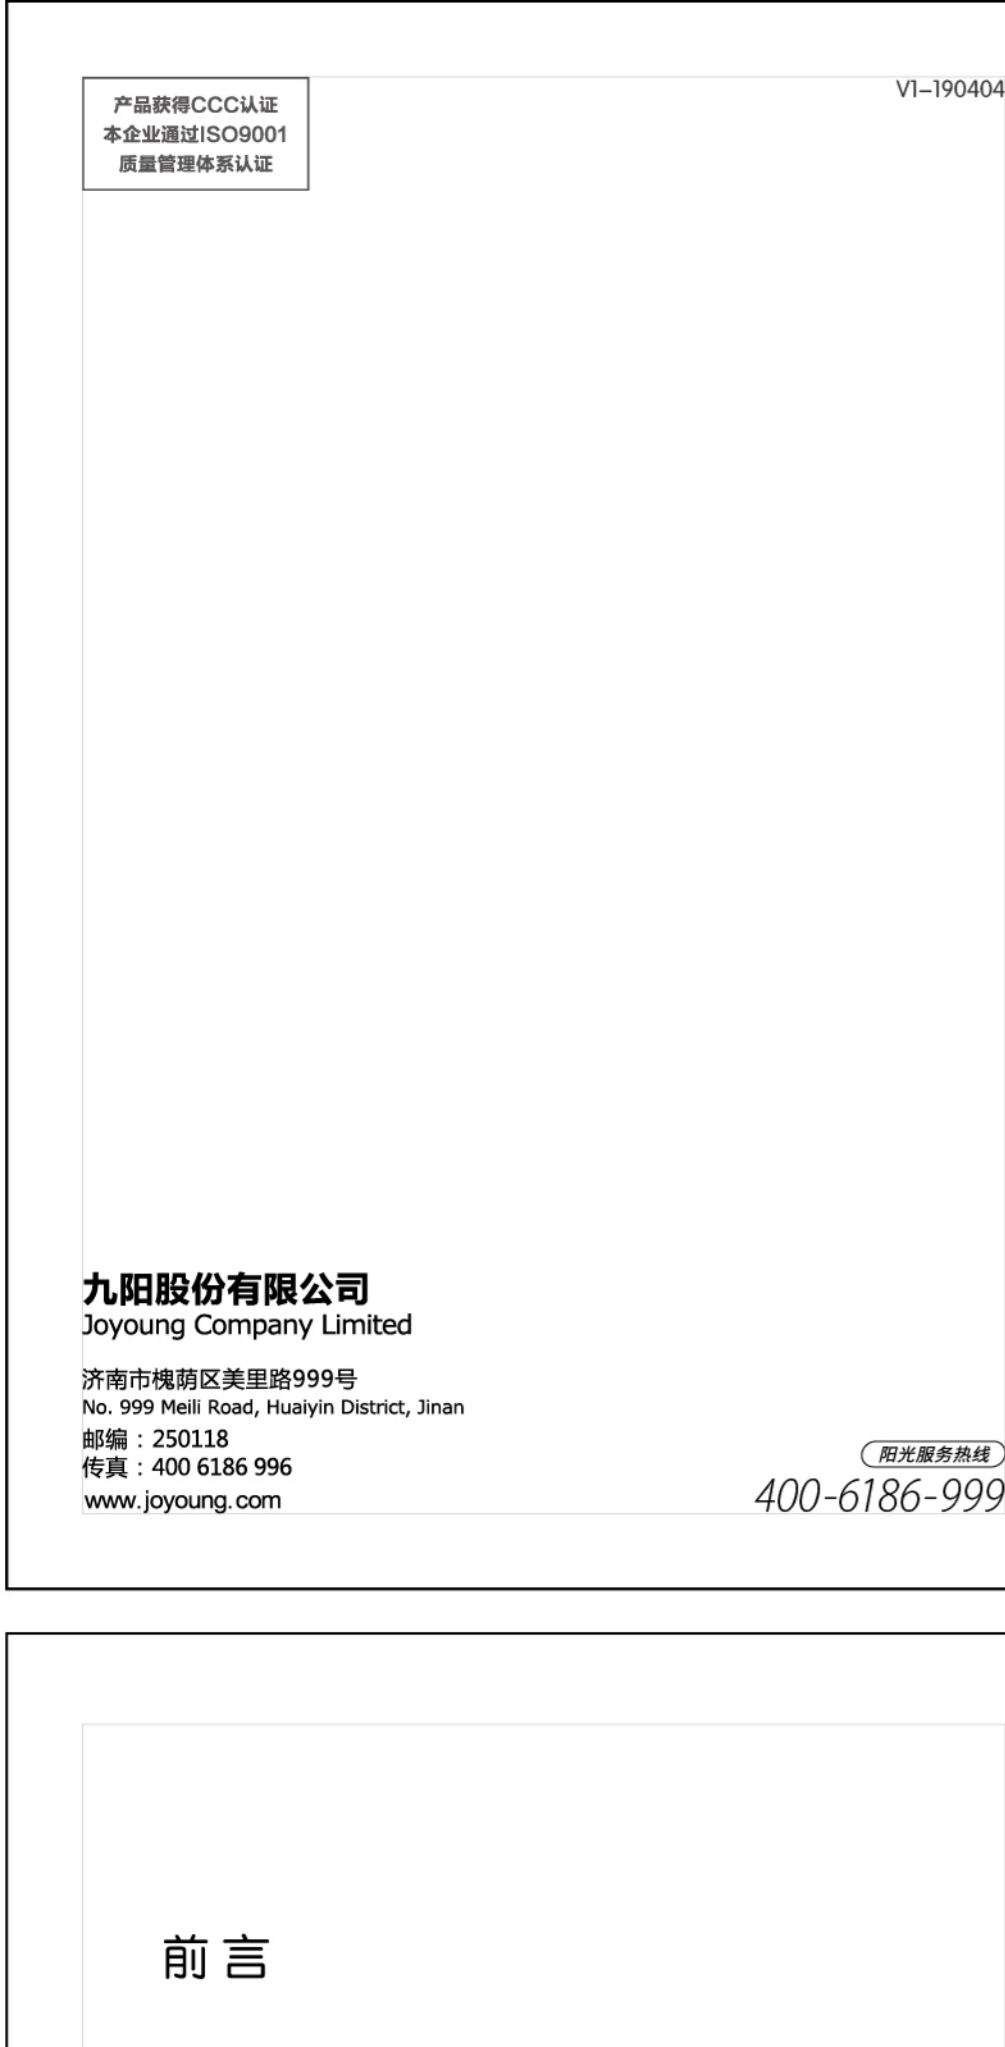 产品获得CCC认证
本企业通过ISO9001
质量管理体系认证
V1-190404
九阳股份有限公司
Joyoung Company Limited
济南市槐荫区美里路999号
No. 999 Meili Road, Huaiyin District, Jinan
邮编：250118
传真：400 6186 996
www.joyoung.com
阳光服务热线
400-6186-999
前言